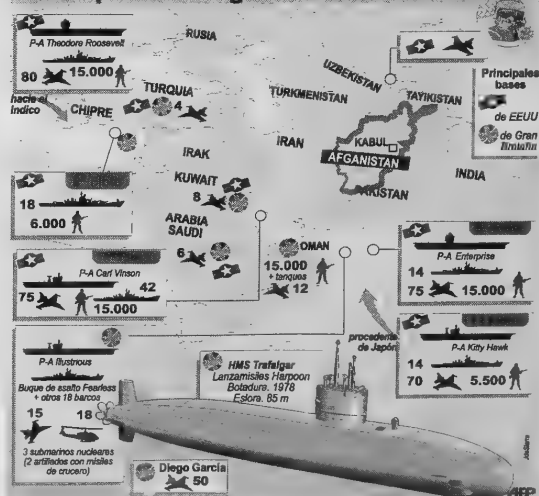 P-A Theodore Roosevelt
80 15.000
hacia el
Indico
RUSIA
CHIPRE
TURQUIA
4
TURKMENISTAN
UZBEKISTAN
TAYIKISTAN
Principales
bases
de EEUU
de Gran
IRAK
IRAN
KABUL
AFGANISTAN
INDIA
KUWAIT
8
18
6.000
ARABIA
SAUDI
6
OMAN
15.000
+ tanques
12
P-A Carl Vinson
75 42
15.000
P-A Enterprise
14
75 15.000
procedente
de Japón
P-A Kitty Hawk
14
70 5.500
P-A Illustrious
Buque de asalto Fearless
+ otros 18 barcos
15 18
3 submarinos nucleares
(2 artillados con misiles
de crucero)
HMS Trafalgar
Lanzamisiles Harpoon
Botadura. 1978
Eslora. 85 m
Diego García
50